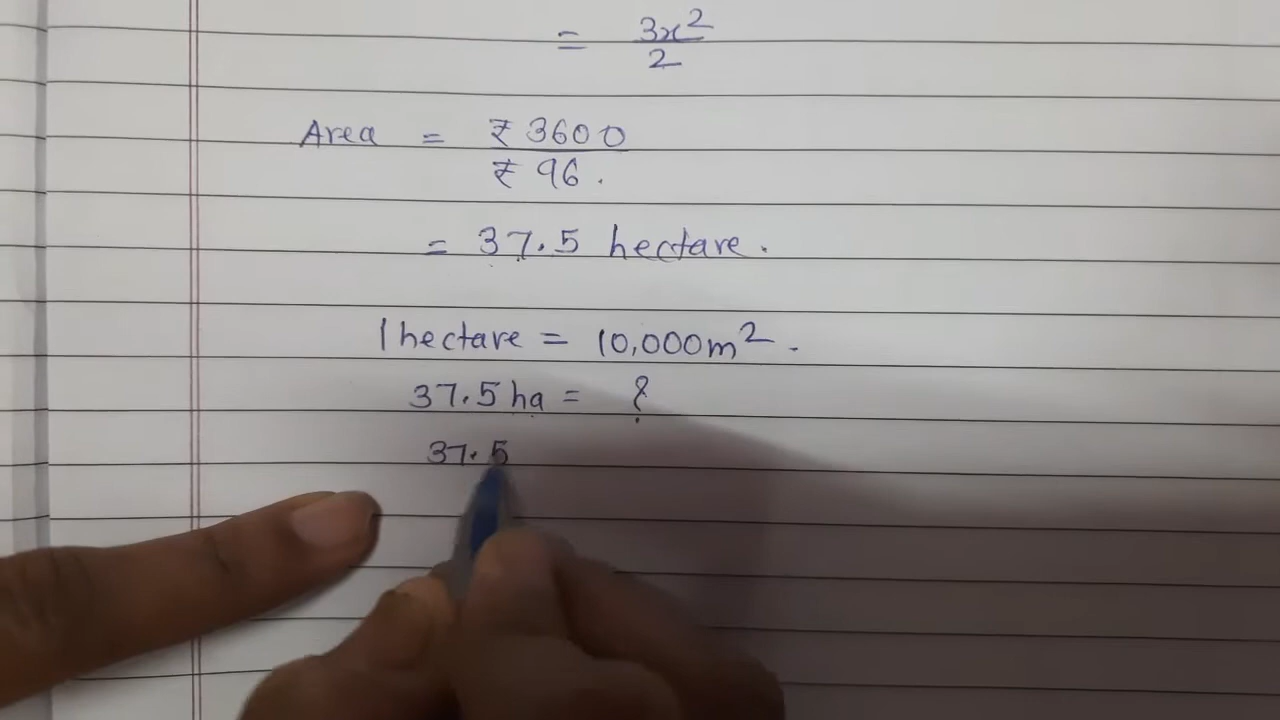 = 3x²/2
Area = ₹ 3600
₹ 96.
= 37.5 hectare.
1 hectare = 10,000m².
37.5 ha = ?
37.5